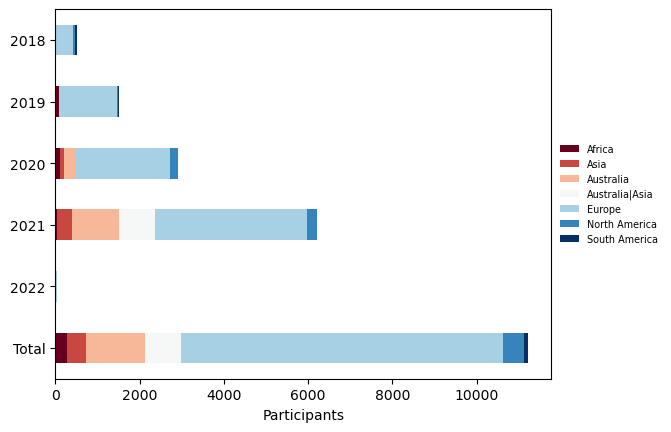 2018
2019
2020
2021
2022
Total
0 2000 4000 6000 8000 10000
Participants
Africa
Asia
Australia
Australia|Asia
Europe
North America
South America